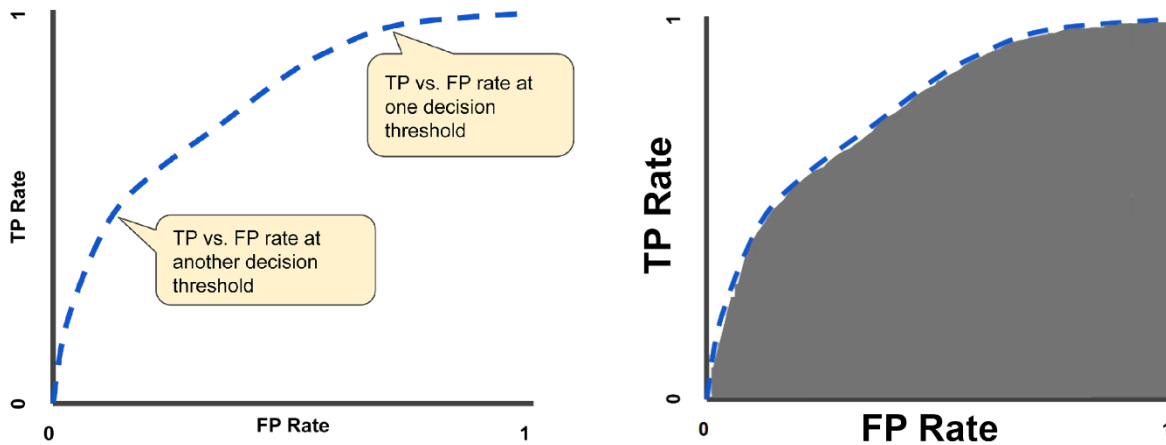 1
TP vs. FP rate at
one decision
threshold
TP Rate
TP vs. FP rate at
another decision
threshold
0
0
FP Rate
1
1
TP Rate
0
0
FP Rate
1